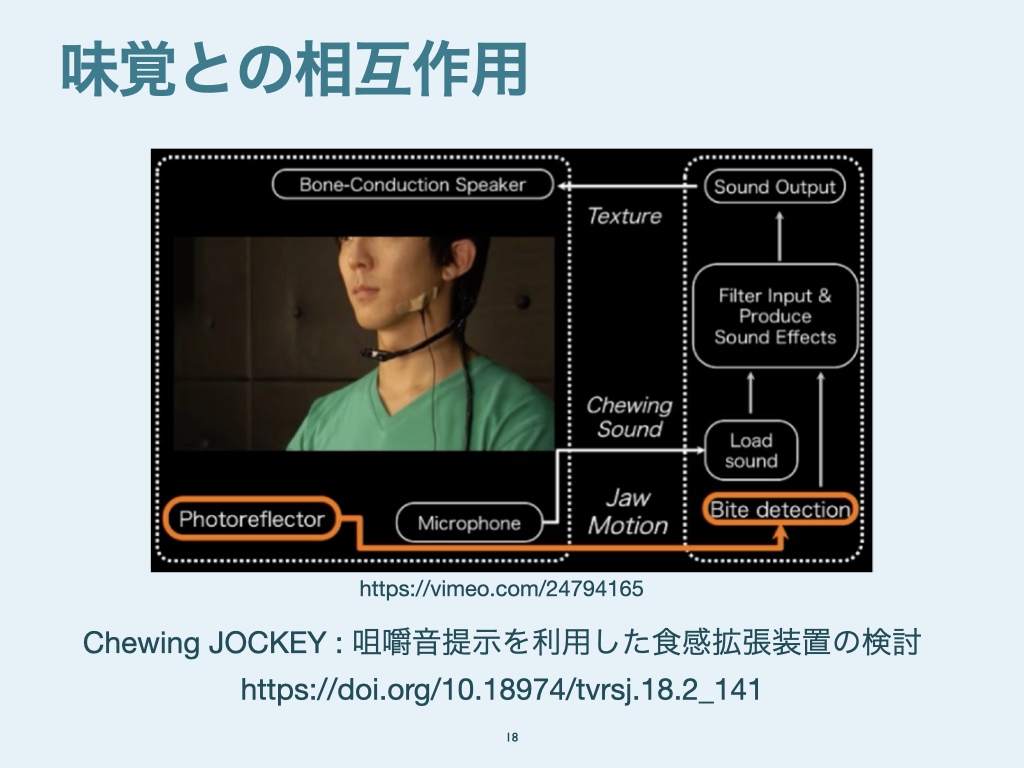 味覚との相互作用
Bone-Conduction Speaker
Sound Output
Texture
Filter Input &
Produce
Sound Effects
Chewing
Sound
Load
sound
Jaw
Motion
Bite detection
Photoreflector
Microphone
https://vimeo.com/24794165
Chewing JOCKEY : 咀嚼音提示を利用した食感拡張装置の検討
https://doi.org/10.18974/tvrsj.18.2_141
18